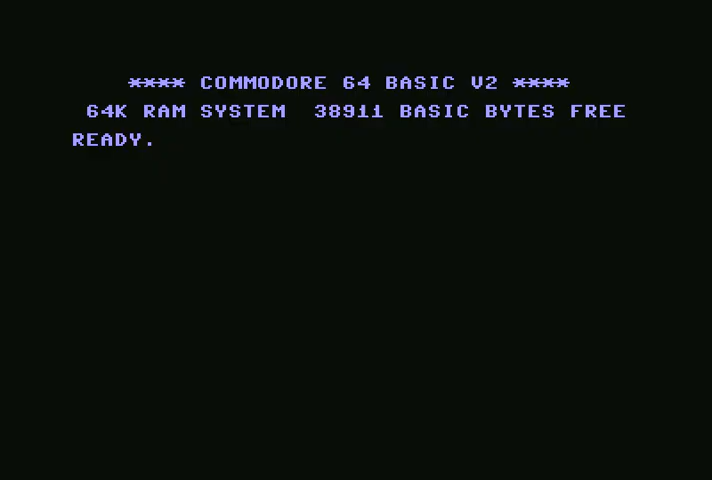 **** COMMODORE 64 BASIC V2 ****
64K RAM SYSTEM  38911 BASIC BYTES FREE
READY.